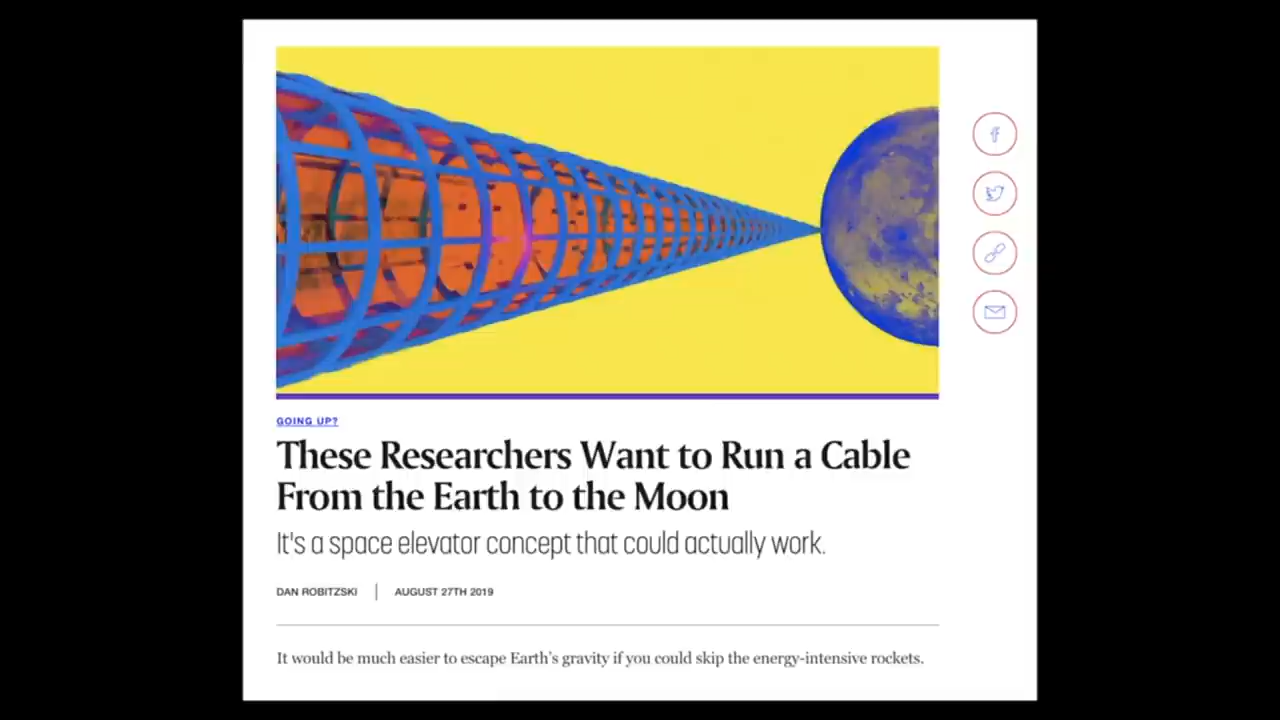 GOING UP?
These Researchers Want to Run a Cable
From the Earth to the Moon
It's a space elevator concept that could actually work.
DAN ROBITZSKI | AUGUST 27TH 2019
It would be much easier to escape Earth's gravity if you could skip the energy-intensive rockets.